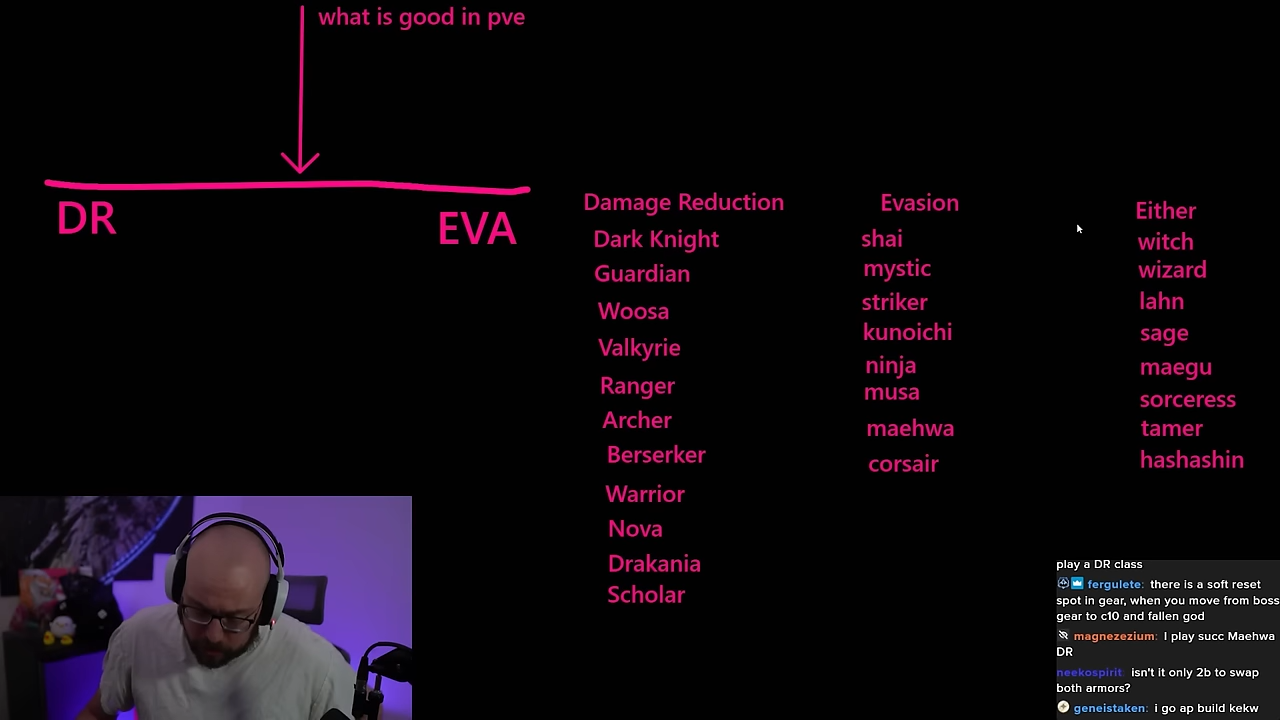 what is good in pve
DR
EVA
Damage Reduction
Dark Knight
Guardian
Woosa
Valkyrie
Ranger
Archer
Berserker
Warrior
Nova
Drakania
Scholar
Evasion
shai
mystic
striker
kunoichi
ninja
musa
maehwa
corsair
Either
witch
wizard
lahn
sage
maegu
sorceress
tamer
hashashin
play a DR class
fergulete: there is a soft reset
spot in gear, when you move from boss
gear to c10 and fallen god
magnezezium: I play succ Maehwa
DR
neekospirit: isn't it only 2b to swap
both armors?
geneistaken: i go ap build kekw